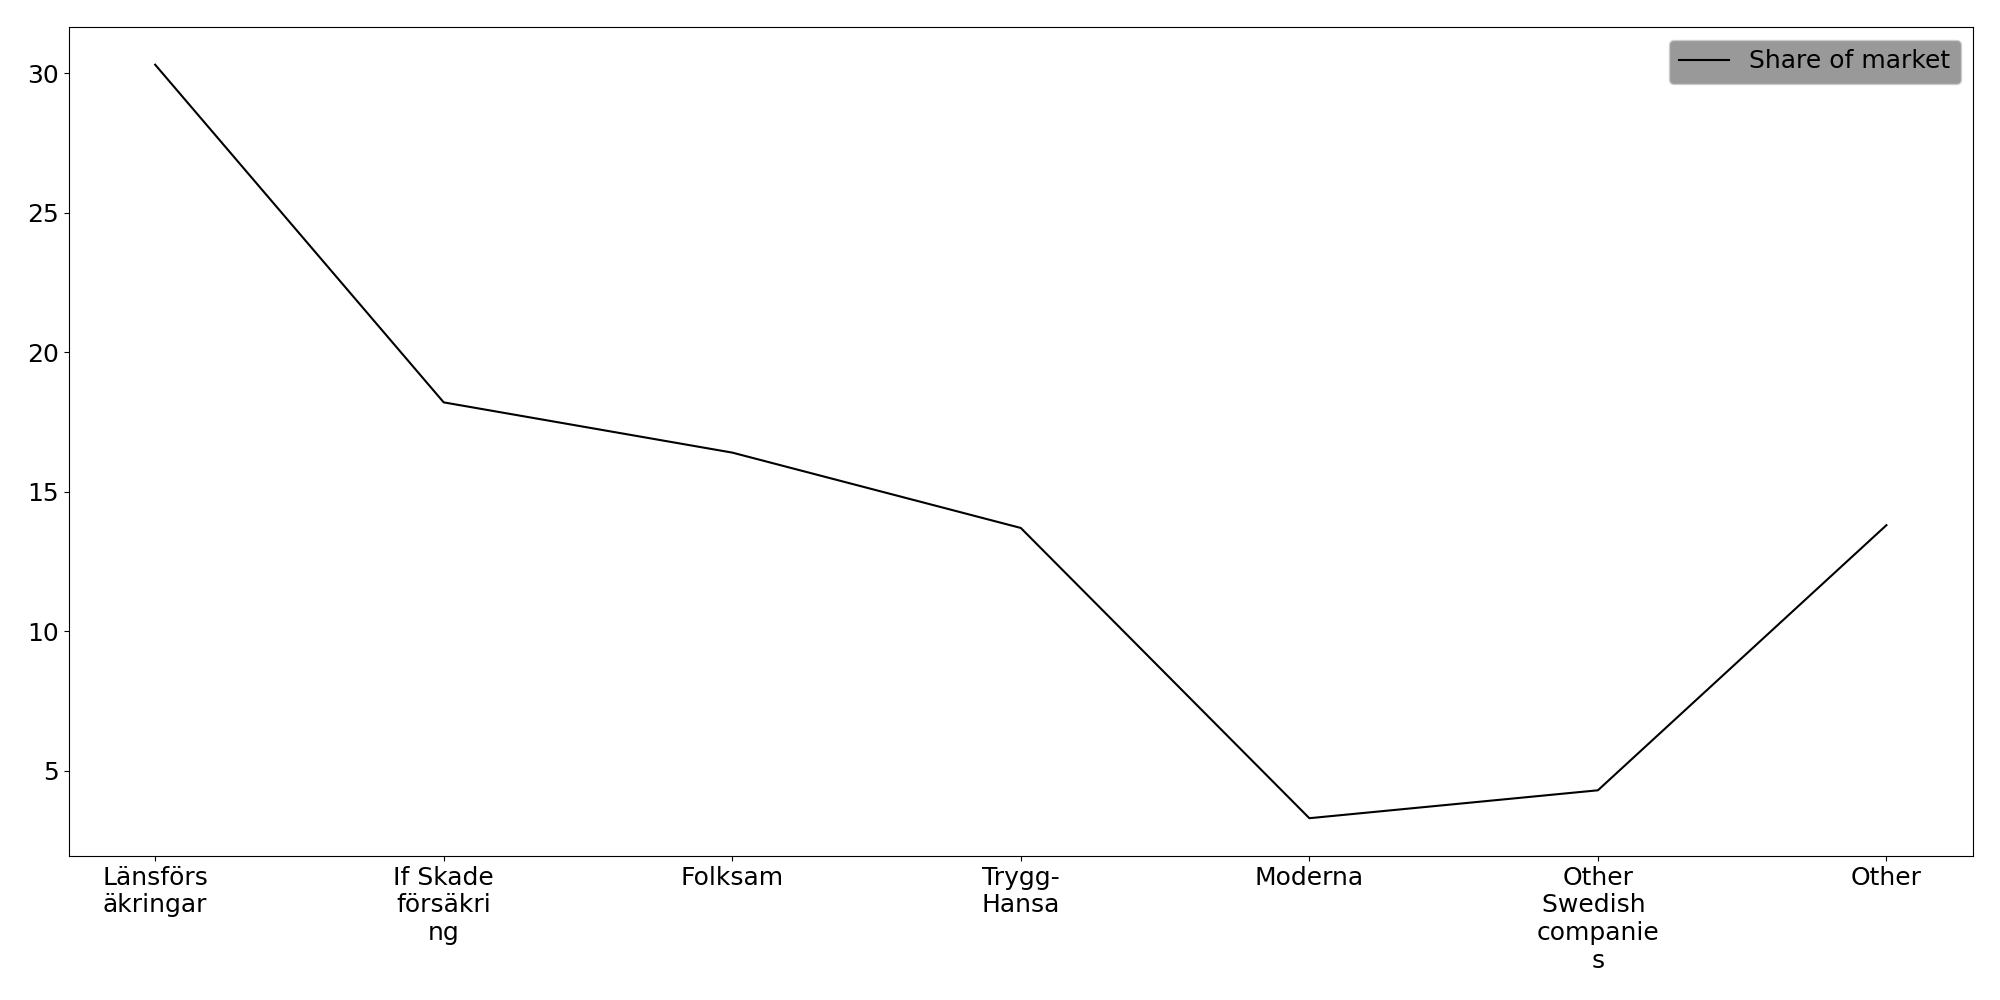 Share of market
30
25
20
15
10
5
Länsförs
äkringar
If Skade
försäkri
ng
Folksam
Trygg-
Hansa
Moderna
Other
Swedish
companie
s
Other